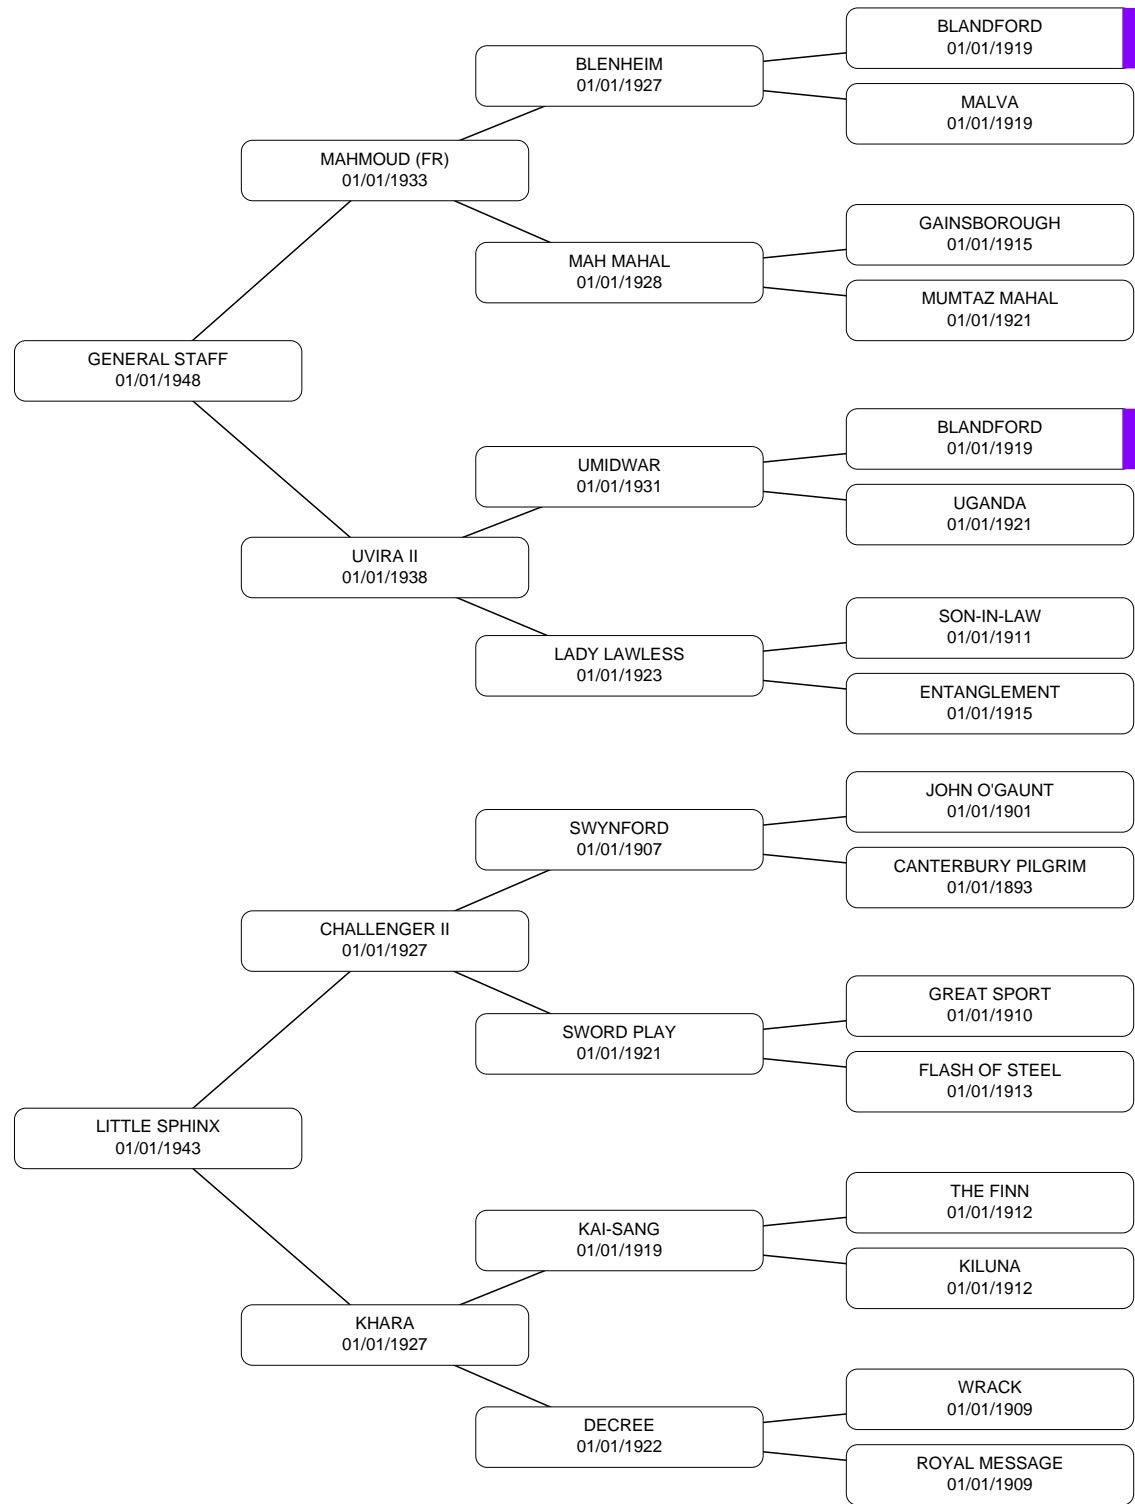 BLANDFORD
01/01/1919
BLENHEIM
01/01/1927
MALVA
01/01/1919
MAHMOUD (FR)
01/01/1933
GAINSBOROUGH
01/01/1915
MAH MAHAL
01/01/1928
MUMTAZ MAHAL
01/01/1921
GENERAL STAFF
01/01/1948
BLANDFORD
01/01/1919
UMIDWAR
01/01/1931
UGANDA
01/01/1921
UVIRA II
01/01/1938
SON-IN-LAW
01/01/1911
LADY LAWLESS
01/01/1923
ENTANGLEMENT
01/01/1915
JOHN O'GAUNT
01/01/1901
SWYNFORD
01/01/1907
CANTERBURY PILGRIM
01/01/1893
CHALLENGER II
01/01/1927
GREAT SPORT
01/01/1910
SWORD PLAY
01/01/1921
FLASH OF STEEL
01/01/1913
LITTLE SPHINX
01/01/1943
THE FINN
01/01/1912
KAI-SANG
01/01/1919
KILUNA
01/01/1912
KHARA
01/01/1927
WRACK
01/01/1909
DECREE
01/01/1922
ROYAL MESSAGE
01/01/1909